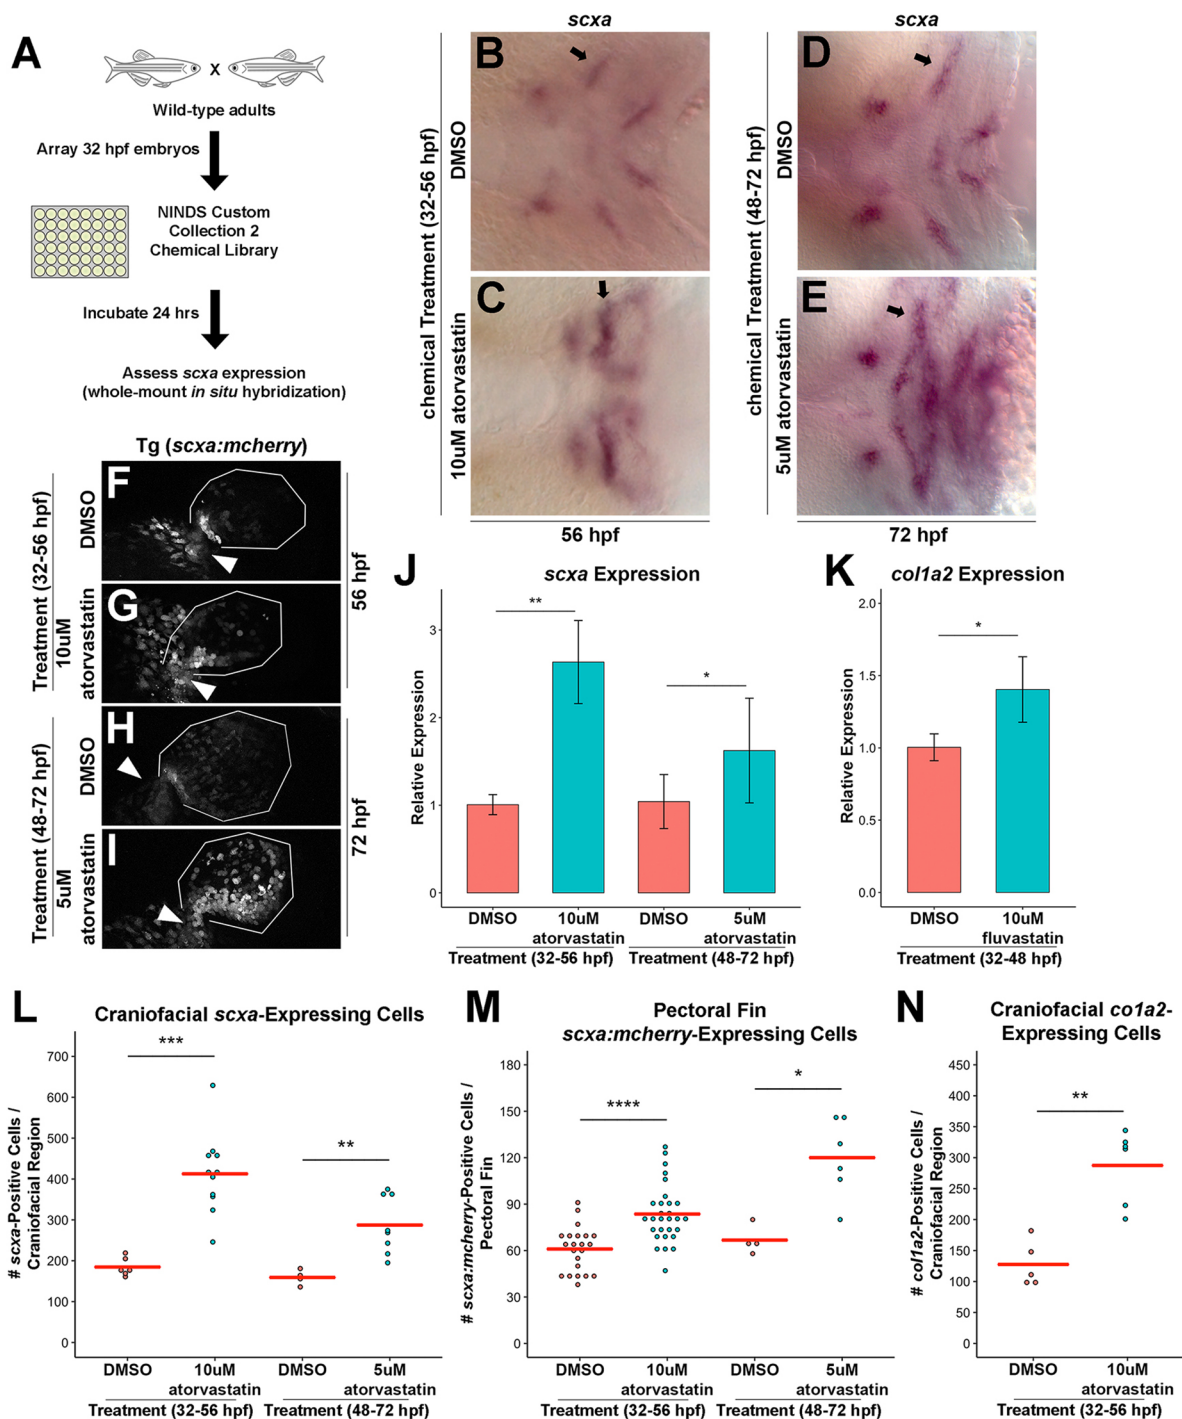 A
X
Wild-type adults
Array 32 hpf embryos
NINDS Custom
Collection 2
Chemical Library
Incubate 24 hrs
Assess scxa expression
(whole-mount in situ hybridization)
scxa
scxa
chemical Treatment (32-56 hpf)
10uM atorvastatin
DMSO
B
C
56 hpf
chemical Treatment (48-72 hpf)
5uM atorvastatin
DMSO
D
E
72 hpf
Tg (scxa:mcherry)
Treatment (32-56 hpf)
DMSO
10uM
atorvastatin
F
G
56 hpf
Treatment (48-72 hpf)
DMSO
5uM
atorvastatin
H
I
72 hpf
J
scxa Expression
Relative Expression
3
2
1
0
**
*
DMSO
10uM
atorvastatin
DMSO
5uM
atorvastatin
Treatment (32-56 hpf)
Treatment (48-72 hpf)
K
col1a2 Expression
Relative Expression
2.0
1.5
1.0
0.5
0.0
*
DMSO
10uM
fluvastatin
Treatment (32-48 hpf)
L
Craniofacial scxa-Expressing Cells
# scxa-Positive Cells /
Craniofacial Region
700
600
500
400
300
200
100
0
***
**
DMSO
10uM
atorvastatin
DMSO
5uM
atorvastatin
Treatment (32-56 hpf)
Treatment (48-72 hpf)
M
Pectoral Fin
scxa:mcherry-Expressing Cells
# scxa:mcherry-Positive Cells /
Pectoral Fin
180
150
120
90
60
30
0
****
*
DMSO
10uM
atorvastatin
DMSO
5uM
atorvastatin
Treatment (32-56 hpf)
Treatment (48-72 hpf)
N
Craniofacial co1a2-
Expressing Cells
# col1a2-Positive Cells /
Craniofacial Region
450
400
350
300
250
200
150
100
50
0
**
DMSO
10uM
atorvastatin
Treatment (32-56 hpf)